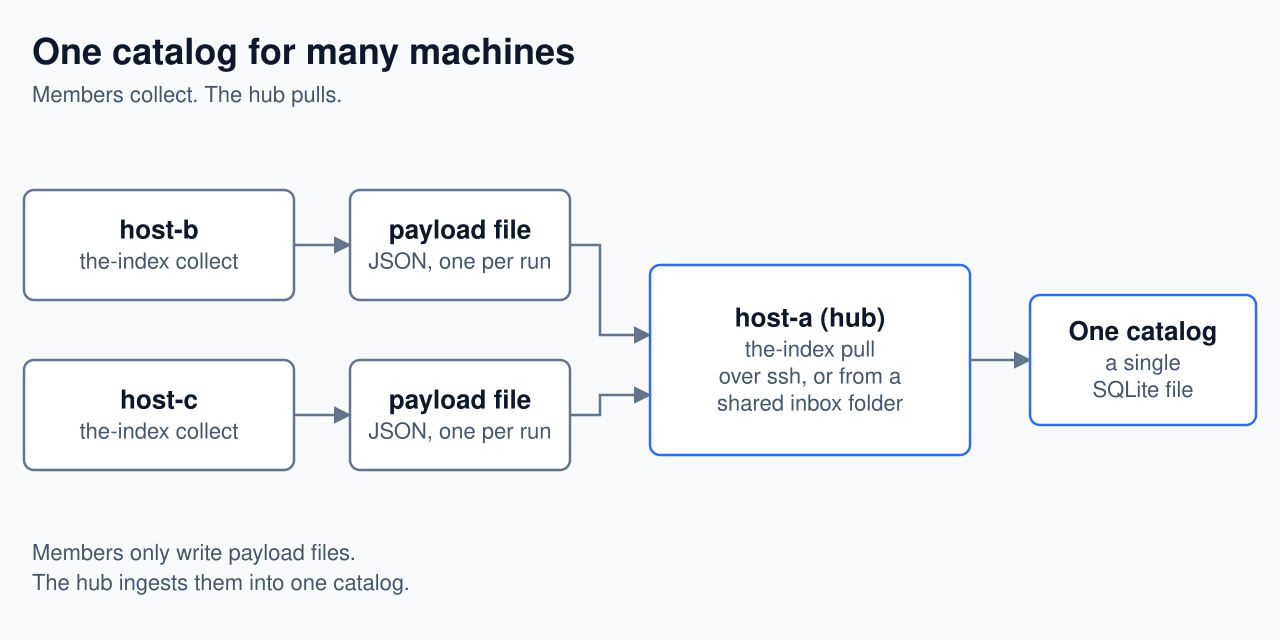 One catalog for many machines
Members collect. The hub pulls.
host-b
the-index collect
payload file
JSON, one per run
host-c
the-index collect
payload file
JSON, one per run
host-a (hub)
the-index pull
over ssh, or from a
shared inbox folder
One catalog
a single
SQLite file
Members only write payload files.
The hub ingests them into one catalog.